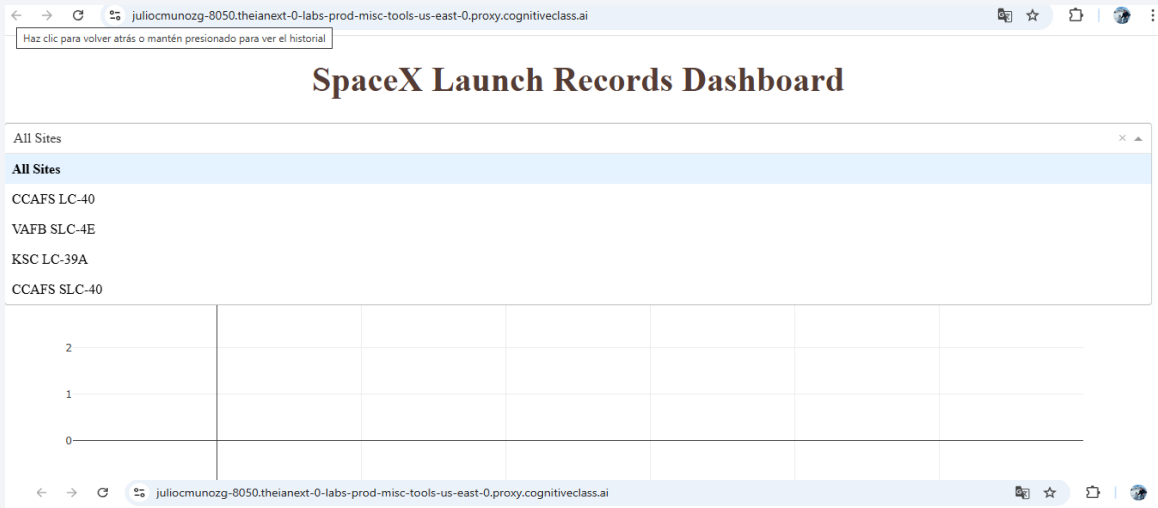 juliocmunozg-8050.theianext-0-labs-prod-misc-tools-us-east-0.proxy.cognitiveclass.ai
Haz clic para volver atrás o mantén presionado para ver el historial
SpaceX Launch Records Dashboard
All Sites
All Sites
CCAFS LC-40
VAFB SLC-4E
KSC LC-39A
CCAFS SLC-40
2
1
0
juliocmunozg-8050.theianext-0-labs-prod-misc-tools-us-east-0.proxy.cognitiveclass.ai